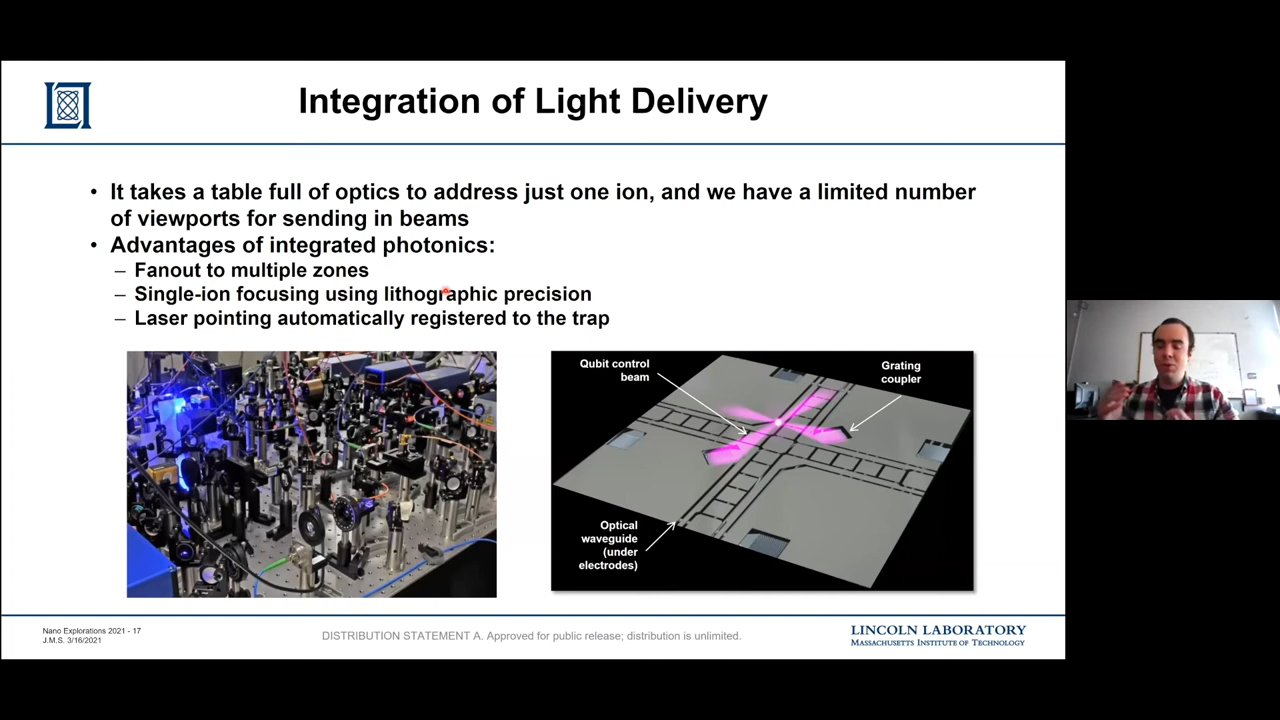 Integration of Light Delivery
• It takes a table full of optics to address just one ion, and we have a limited number
of viewports for sending in beams
• Advantages of integrated photonics:
– Fanout to multiple zones
– Single-ion focusing using lithographic precision
– Laser pointing automatically registered to the trap
Qubit control
beam
Grating
coupler
Optical
waveguide
(under
electrodes)
Nano Explorations 2021 - 17
J.M.S. 3/16/2021
DISTRIBUTION STATEMENT A. Approved for public release; distribution is unlimited.
LINCOLN LABORATORY
MASSACHUSETTS INSTITUTE OF TECHNOLOGY